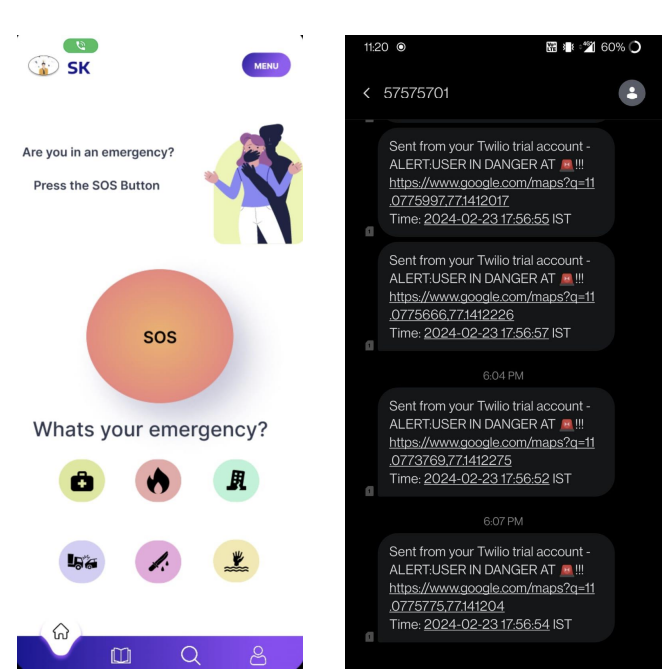 SK
MENU
Are you in an emergency?
Press the SOS Button
SOS
Whats your emergency?
11:20
60%
57575701
Sent from your Twilio trial account -
ALERT:USER IN DANGER AT 🚨!!!
https://www.google.com/maps?q=11
.0775997,77.1412017
Time: 2024-02-23 17:56:55 IST
Sent from your Twilio trial account -
ALERT:USER IN DANGER AT 🚨!!!
https://www.google.com/maps?q=11
.0775666,77.1412226
Time: 2024-02-23 17:56:57 IST
6:04 PM
Sent from your Twilio trial account -
ALERT:USER IN DANGER AT 🚨!!!
https://www.google.com/maps?q=11
.0773769,77.1412275
Time: 2024-02-23 17:56:52 IST
6:07 PM
Sent from your Twilio trial account -
ALERT:USER IN DANGER AT 🚨!!!
https://www.google.com/maps?q=11
.0775775,77.141204
Time: 2024-02-23 17:56:54 IST